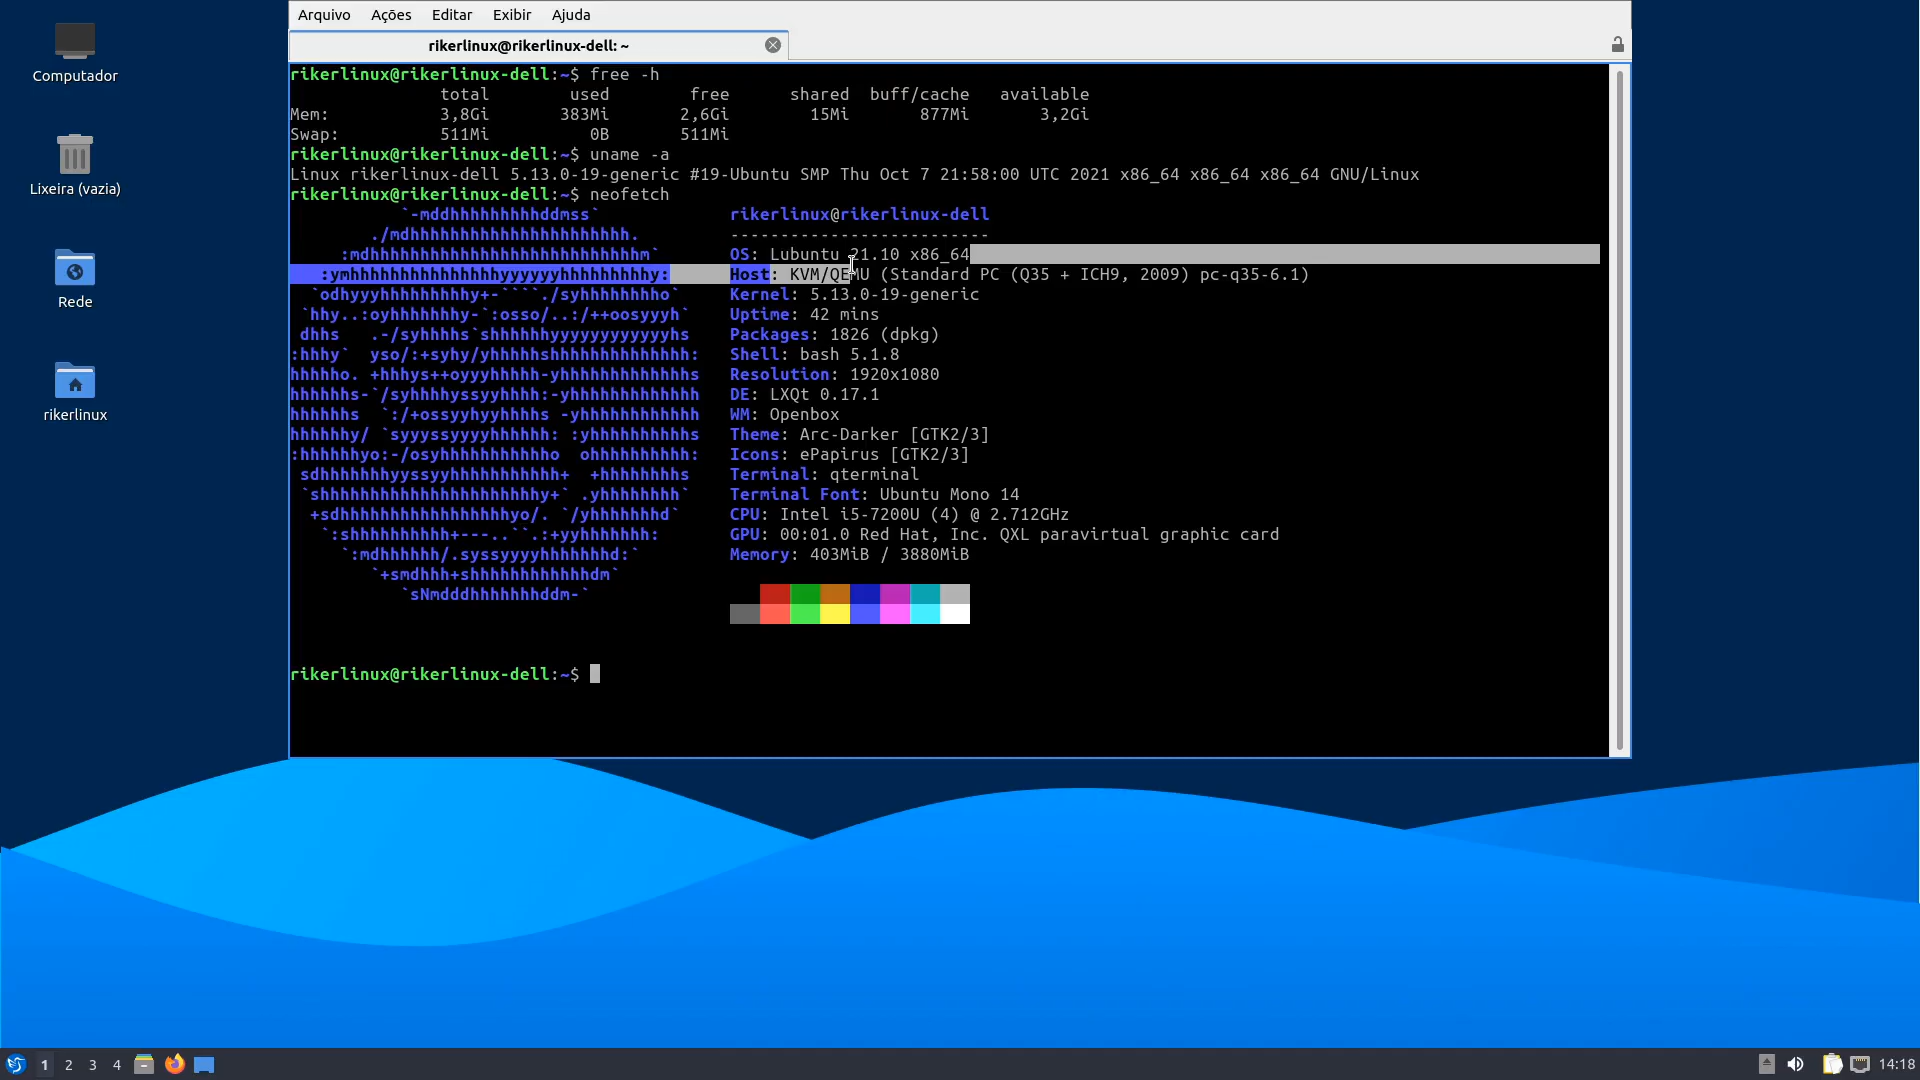 Arquivo Ações Editar Exibir Ajuda
rikerlinux@rikerlinux-dell: ~
Computador
Lixeira (vazia)
Rede
rikerlinux
rikerlinux@rikerlinux-dell:~$ free -h
total used free shared buff/cache available
Mem: 3,8Gi 383Mi 2,6Gi 15Mi 877Mi 3,2Gi
Swap: 511Mi 0B 511Mi
rikerlinux@rikerlinux-dell:~$ uname -a
Linux rikerlinux-dell 5.13.0-19-generic #19-Ubuntu SMP Thu Oct 7 21:58:00 UTC 2021 x86_64 x86_64 x86_64 GNU/Linux
rikerlinux@rikerlinux-dell:~$ neofetch
rikerlinux@rikerlinux-dell
--------------------------
OS: Lubuntu 21.10 x86_64
Host: KVM/QEMU (Standard PC (Q35 + ICH9, 2009) pc-q35-6.1)
Kernel: 5.13.0-19-generic
Uptime: 42 mins
Packages: 1826 (dpkg)
Shell: bash 5.1.8
Resolution: 1920x1080
DE: LXQt 0.17.1
WM: Openbox
Theme: Arc-Darker [GTK2/3]
Icons: ePapirus [GTK2/3]
Terminal: qterminal
Terminal Font: Ubuntu Mono 14
CPU: Intel i5-7200U (4) @ 2.712GHz
GPU: 00:01.0 Red Hat, Inc. QXL paravirtual graphic card
Memory: 403MiB / 3880MiB
rikerlinux@rikerlinux-dell:~$
1 2 3 4
14:18